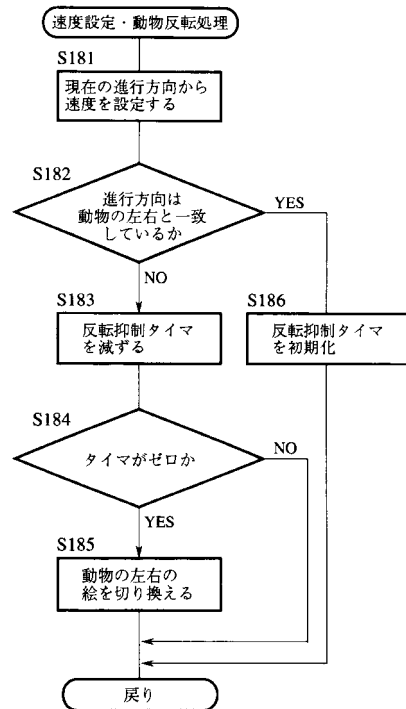 速度設定・動物反転処理
S181
現在の進行方向から
速度を設定する
S182
進行方向は
動物の左右と一致
しているか
YES
NO
S183
反転抑制タイマ
を減ずる
S186
反転抑制タイマ
を初期化
S184
タイマがゼロか
NO
YES
S185
動物の左右の
絵を切り換える
戻り